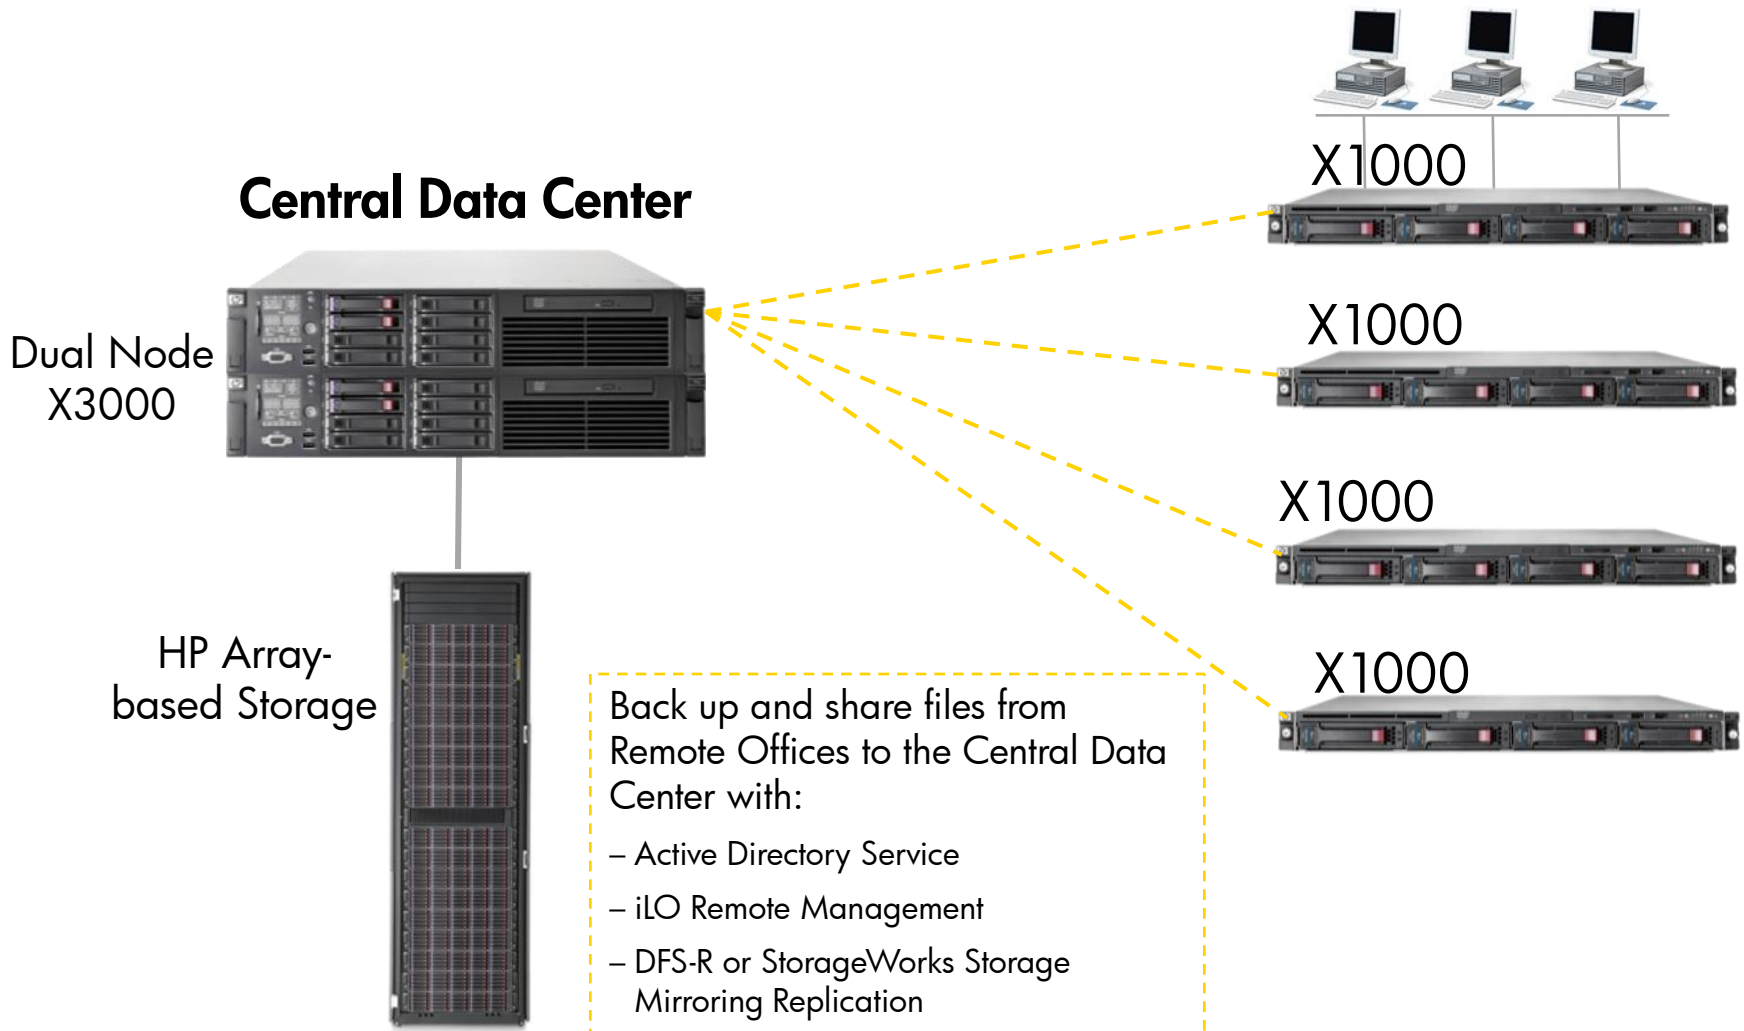 Central Data Center
Dual Node
X3000
HP Array-
based Storage
X1000
X1000
X1000
X1000
Back up and share files from
Remote Offices to the Central Data
Center with:
– Active Directory Service
– iLO Remote Management
– DFS-R or StorageWorks Storage
Mirroring Replication